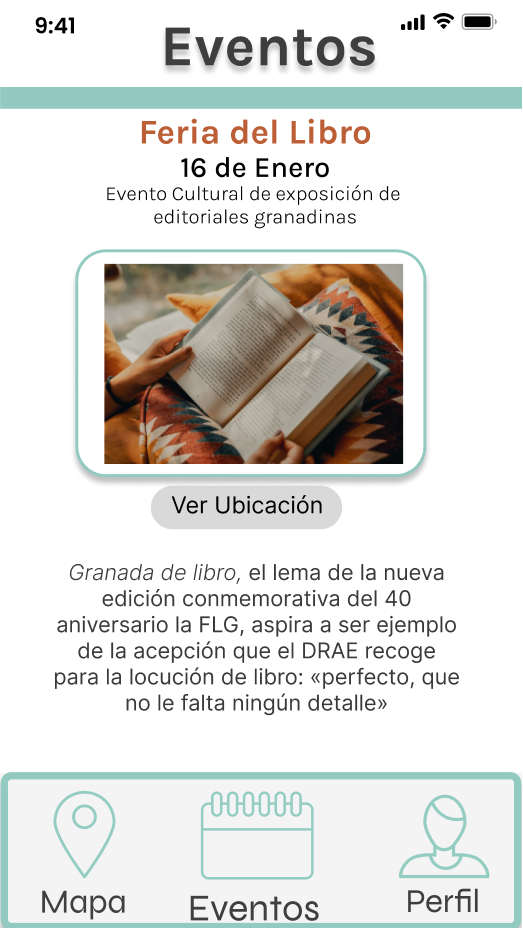 9:41
Eventos
Feria del Libro
16 de Enero
Evento Cultural de exposición de
editoriales granadinas
Ver Ubicación
Granada de libro, el lema de la nueva
edición conmemorativa del 40
aniversario la FLG, aspira a ser ejemplo
de la acepción que el DRAE recoge
para la locución de libro: «perfecto, que
no le falta ningún detalle»
Mapa
Eventos
Perfil